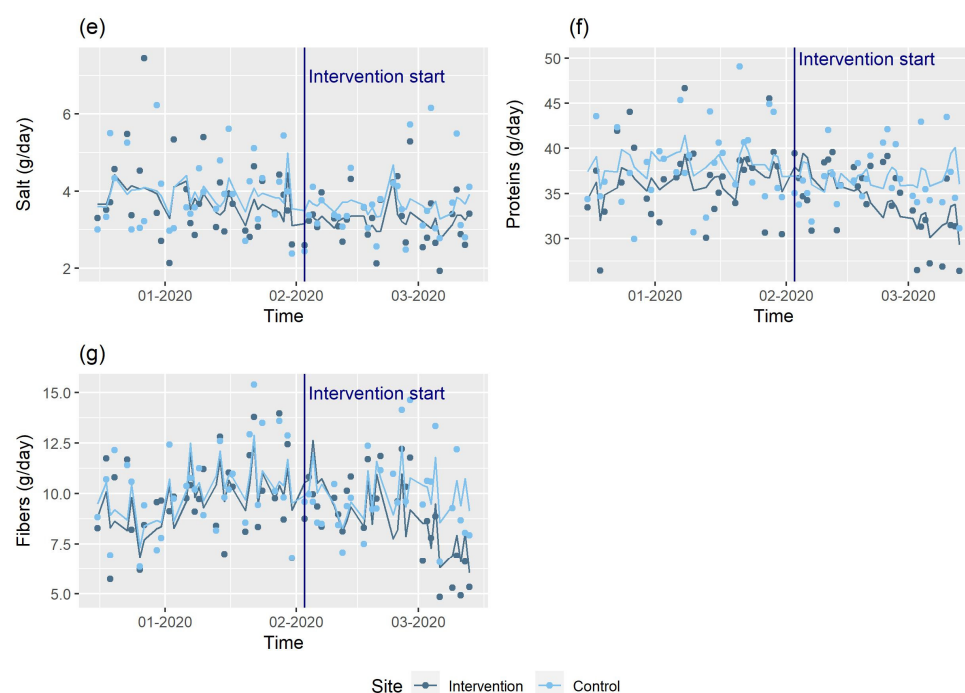 (e)
Salt (g/day)
6
4
2
Intervention start
01-2020 02-2020 03-2020
Time
(f)
Proteins (g/day)
50
45
40
35
30
Intervention start
01-2020 02-2020 03-2020
Time
(g)
Fibers (g/day)
15.0
12.5
10.0
7.5
5.0
Intervention start
01-2020 02-2020 03-2020
Time
Site Intervention Control